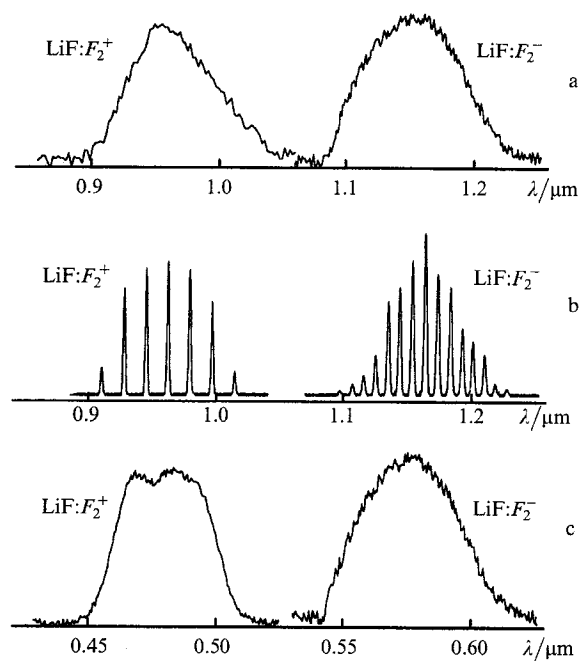 LiF:F₂⁺ LiF:F₂⁻
a
0.9 1.0 1.1 1.2 λ/μm
LiF:F₂⁺ LiF:F₂⁻
b
0.9 1.0 1.1 1.2 λ/μm
LiF:F₂⁺ LiF:F₂⁻
c
0.45 0.50 0.55 0.60 λ/μm